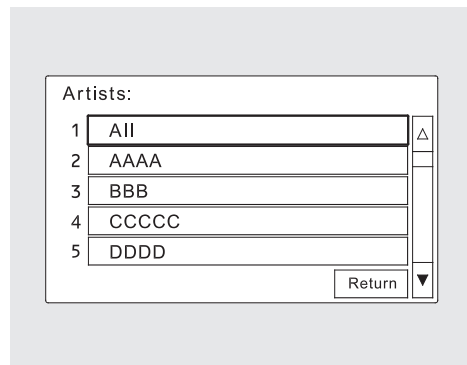 Artists:
1 All
2 AAAA
3 BBB
4 CCCCC
5 DDDD
Return